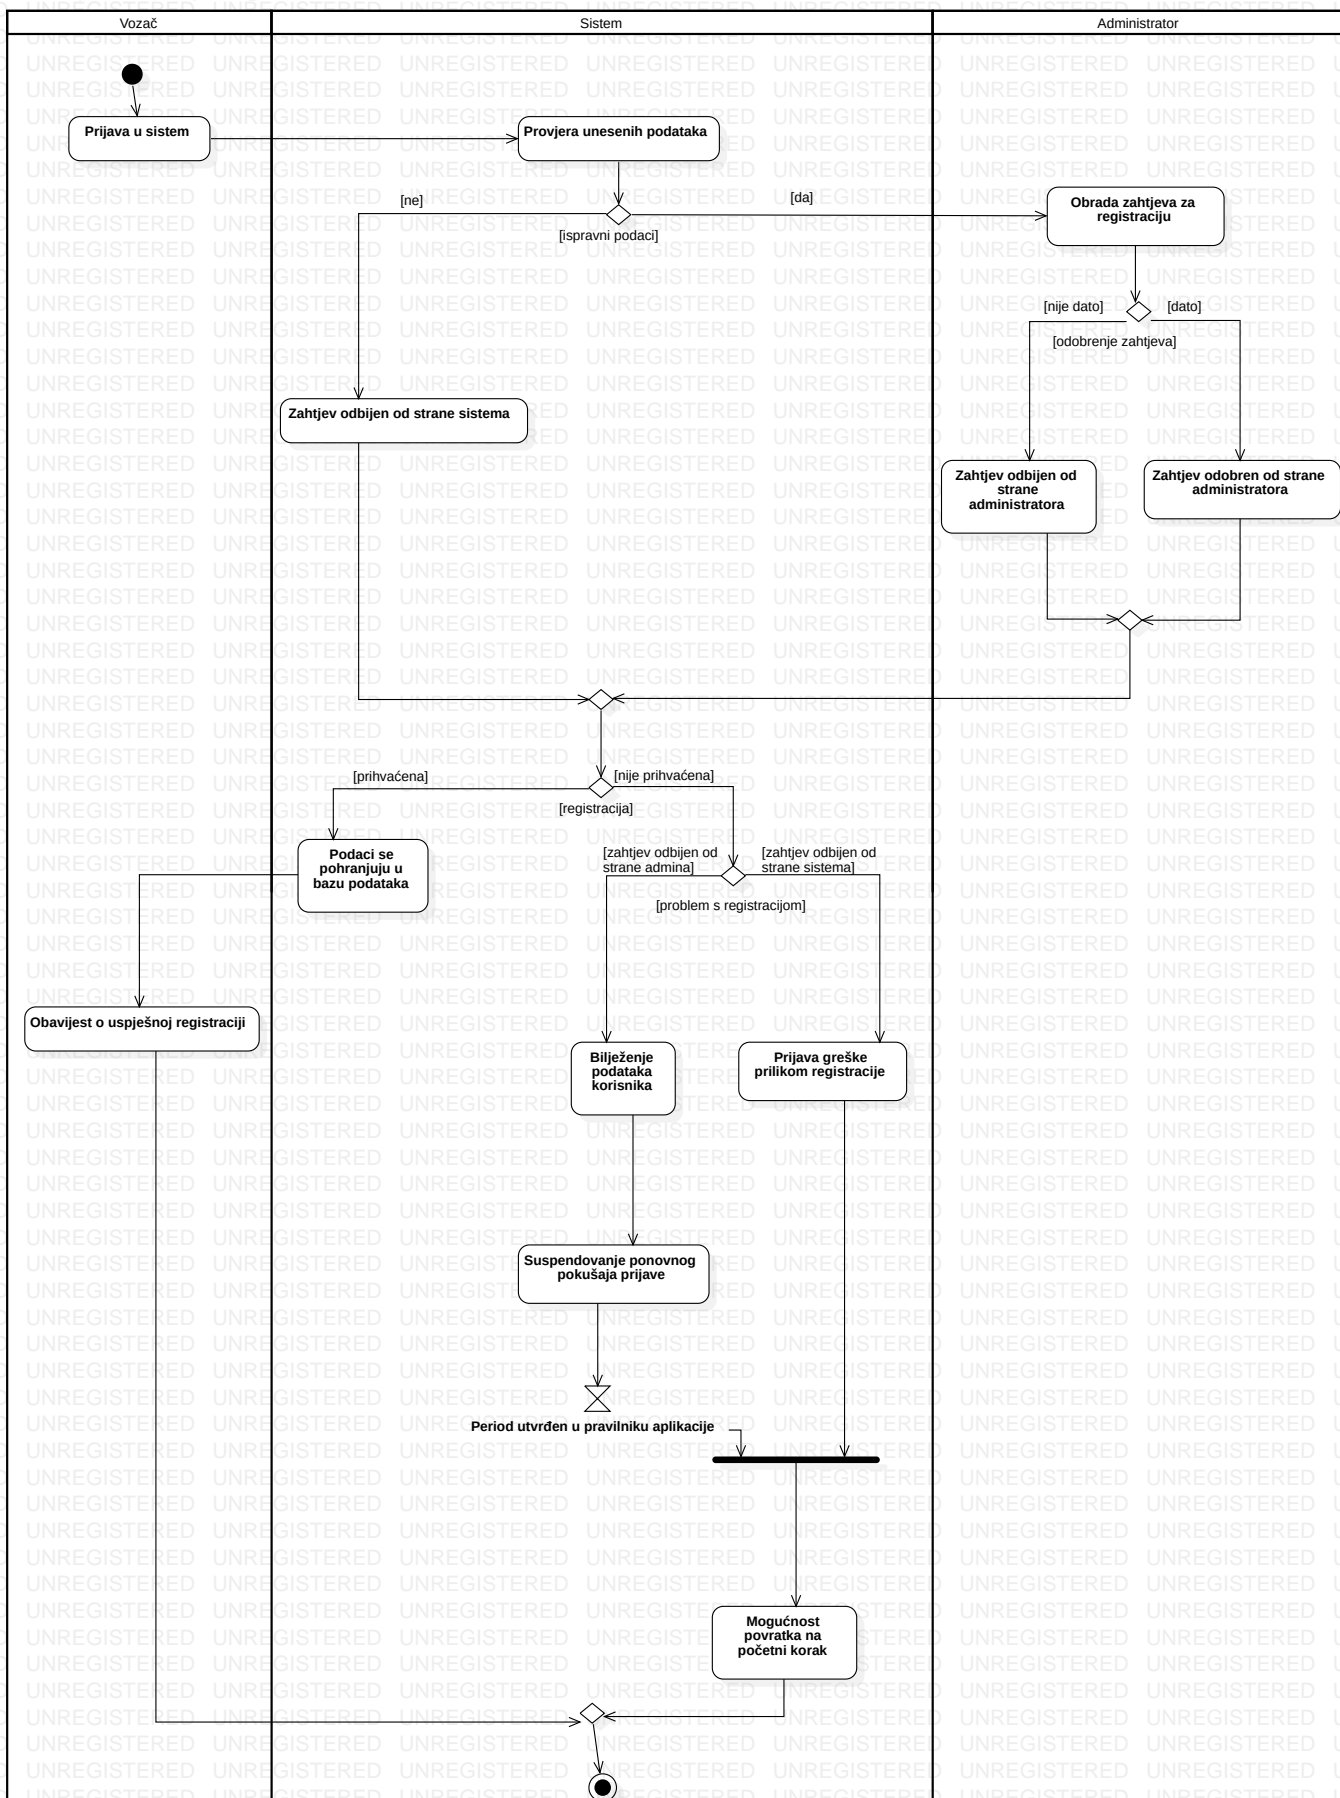 Vozač
Sistem
Administrator
Prijava u sistem
Provjera unesenih podataka
[ne]
[da]
[ispravni podaci]
Obrada zahtjeva za
registraciju
[nije dato]
[dato]
[odobrenje zahtjeva]
Zahtjev odbijen od strane sistema
Zahtjev odbijen od
strane
administratora
Zahtjev odobren od strane
administratora
[prihvaćena]
[nije prihvaćena]
[registracija]
Podaci se
pohranjuju u
bazu podataka
[zahtjev odbijen od
strane admina]
[zahtjev odbijen od
strane sistema]
[problem s registracijom]
Obavijest o uspješnoj registraciji
Bilježenje
podataka
korisnika
Prijava greške
prilikom registracije
Suspendovanje ponovnog
pokušaja prijave
Period utvrđen u pravilniku aplikacije
Mogućnost
povratka na
početni korak
UNREGISTERED